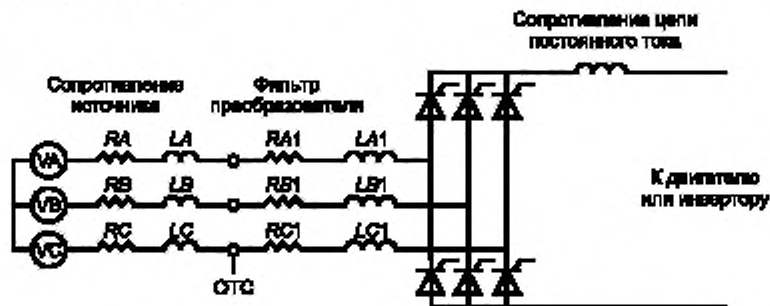 Сопротивление цепи
постоянного тока
Сопротивление
источника
Фильтр
преобразователя
RA LA RA1 LA1
VA
RB LB RB1 LB1
VB
К двигателю
или инвертору
RC LC RC1 LC1
VC
ОТС